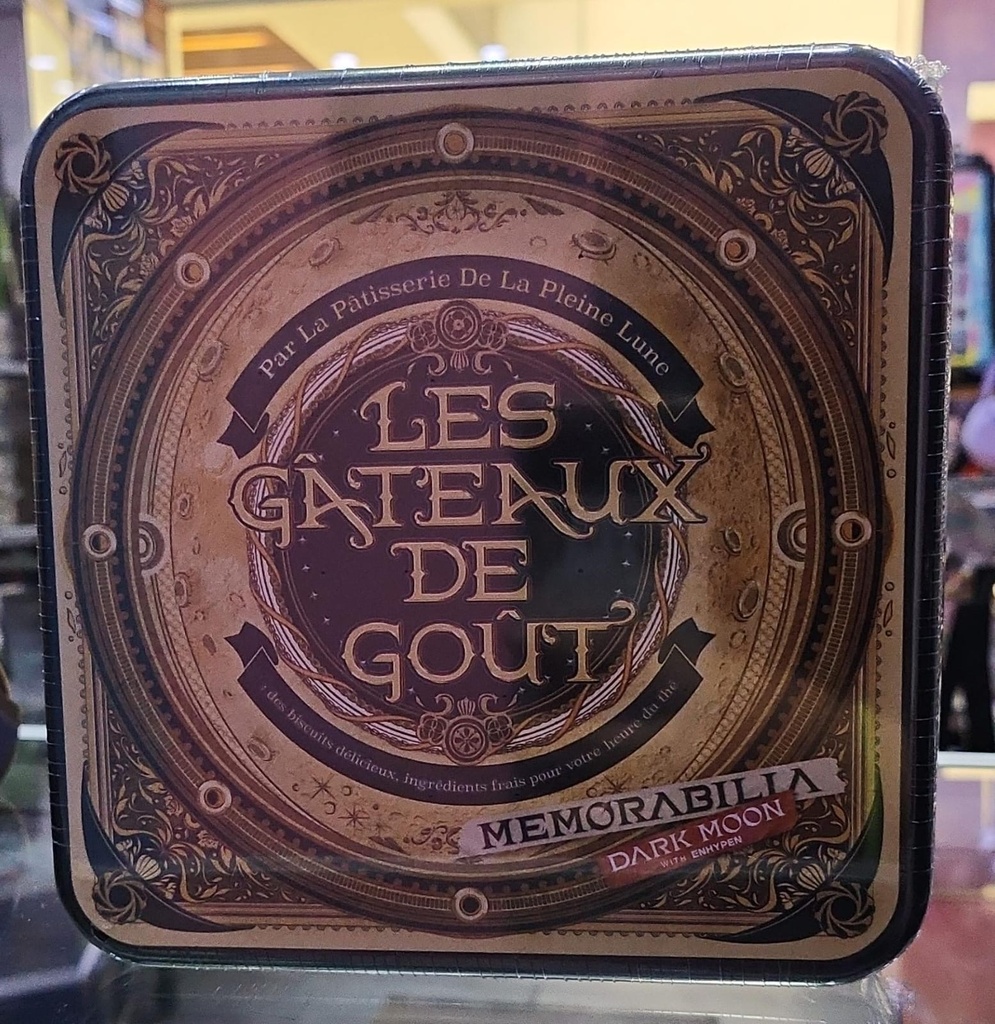 Par La Pâtisserie De La Pleine Lune
LES
GÂTEAUX
DE
GOÛT
: des biscuits délicieux, ingrédients frais pour votre heure du thé
MEMORABILIA
DARK MOON
WITH ENHYPEN